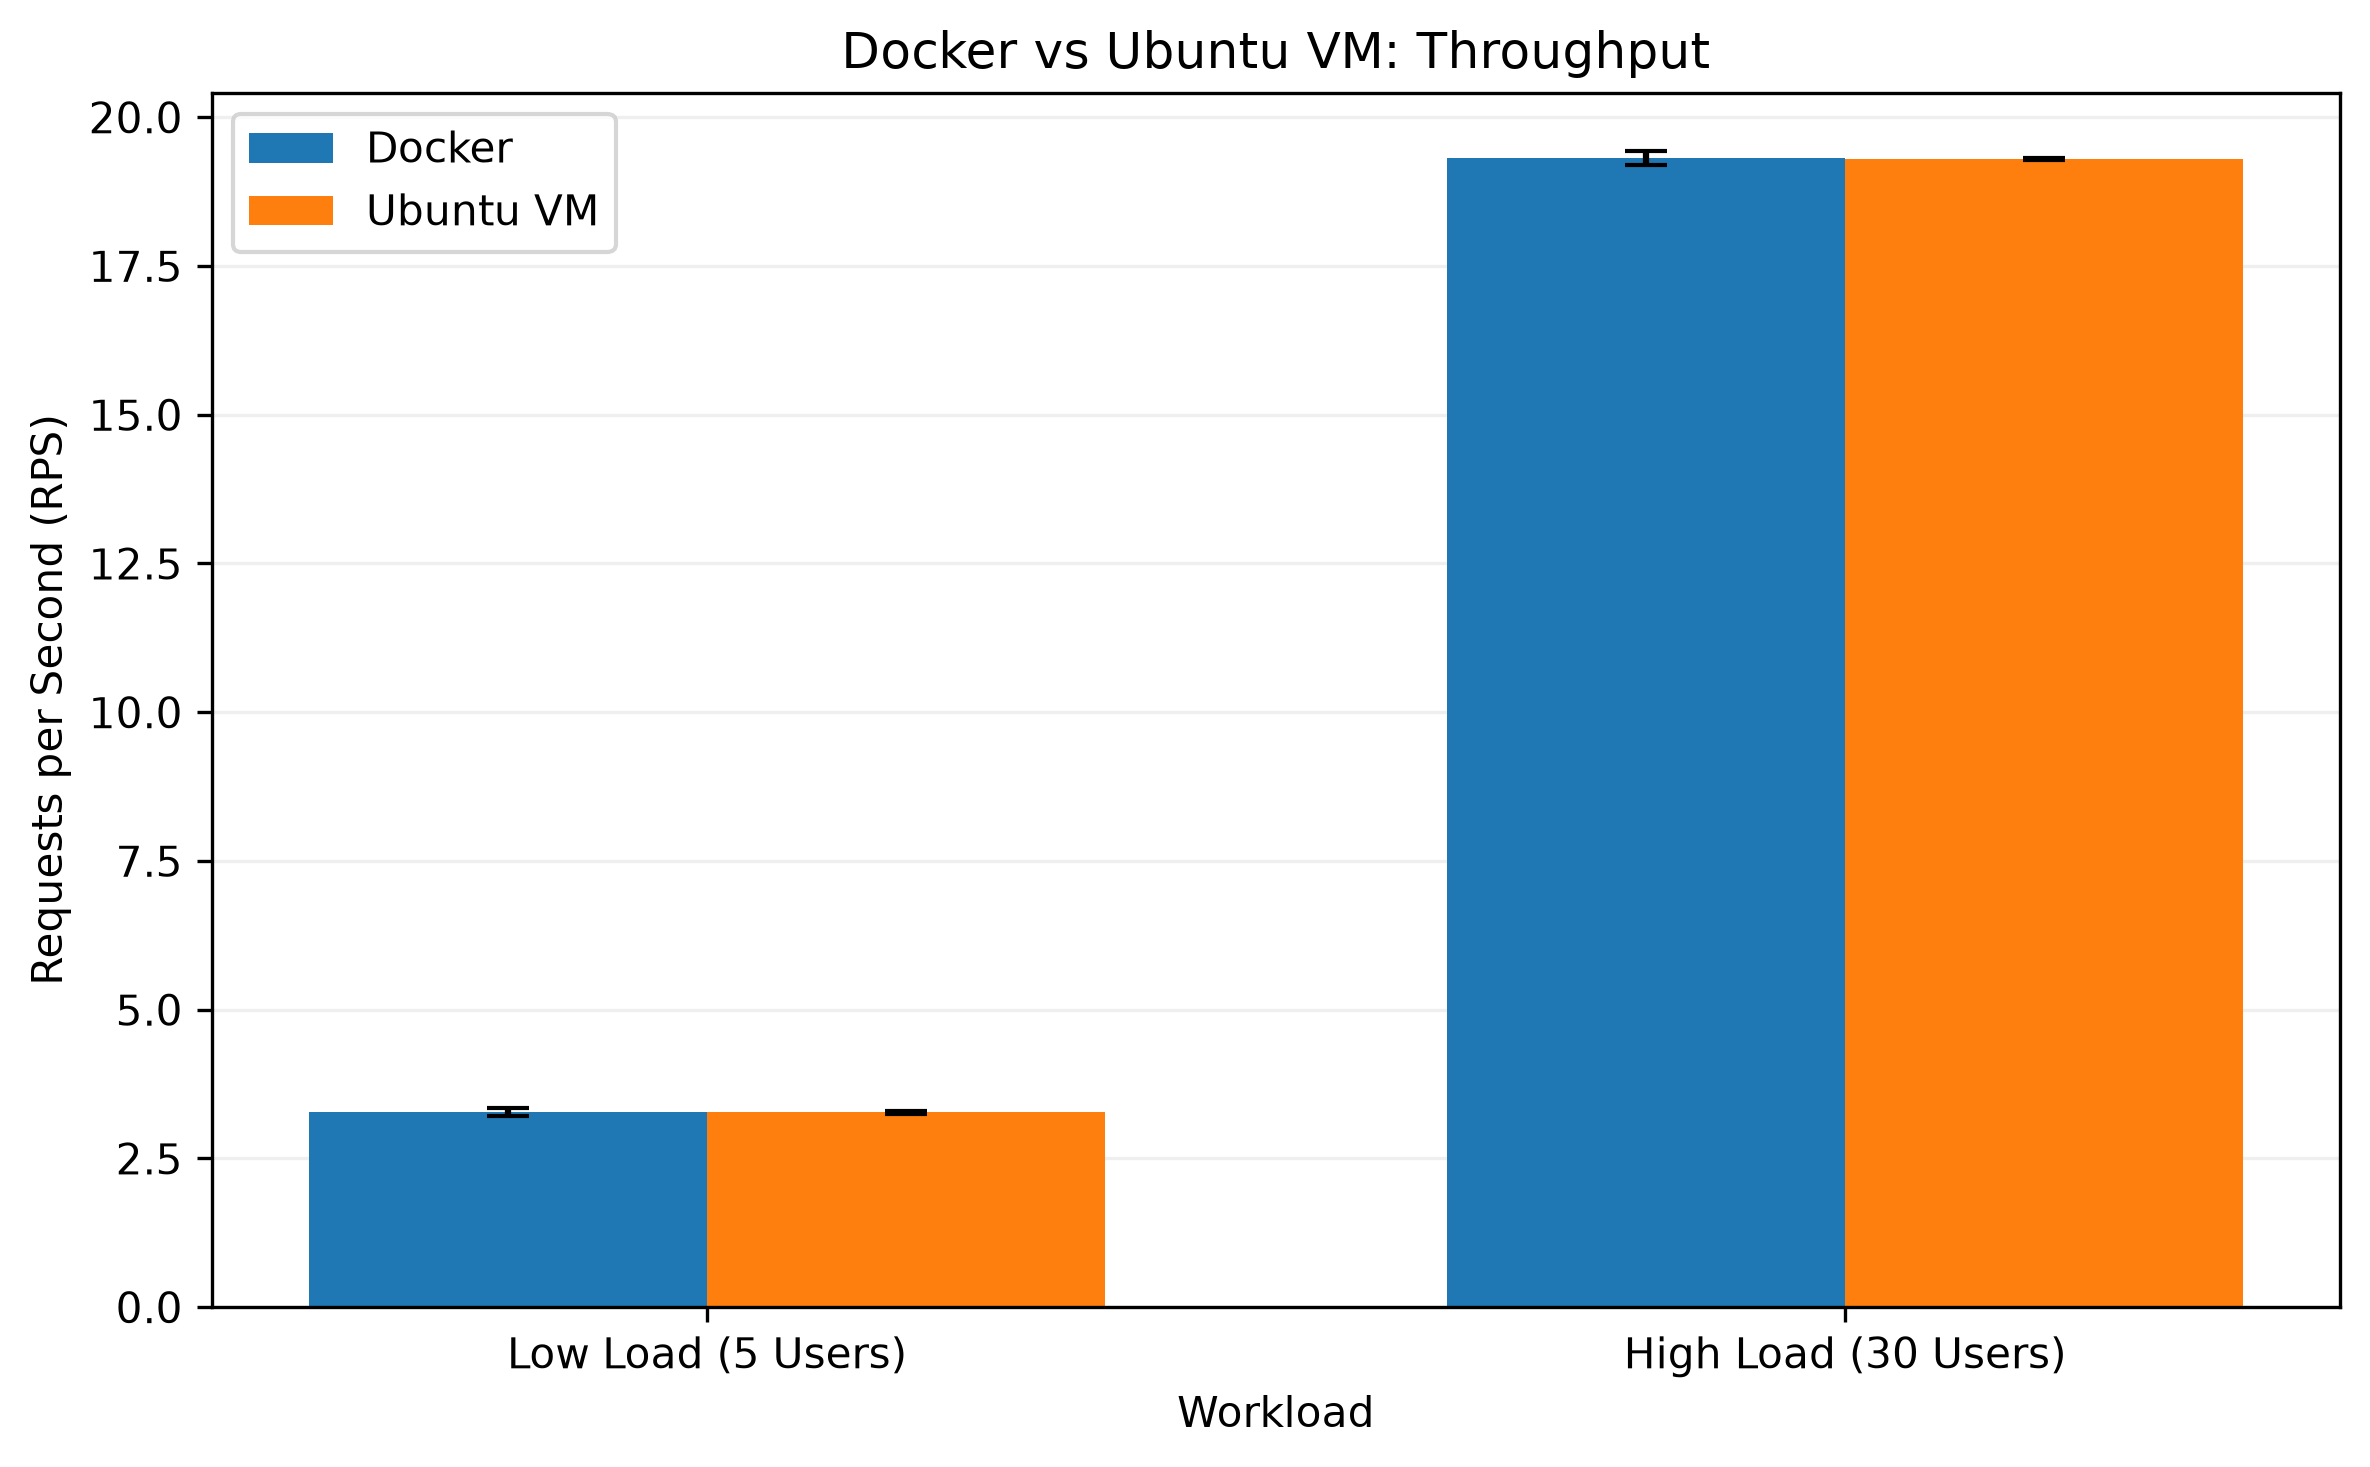 Docker vs Ubuntu VM: Throughput
Docker
Ubuntu VM
Requests per Second (RPS)
20.0
17.5
15.0
12.5
10.0
7.5
5.0
2.5
0.0
Low Load (5 Users)
High Load (30 Users)
Workload